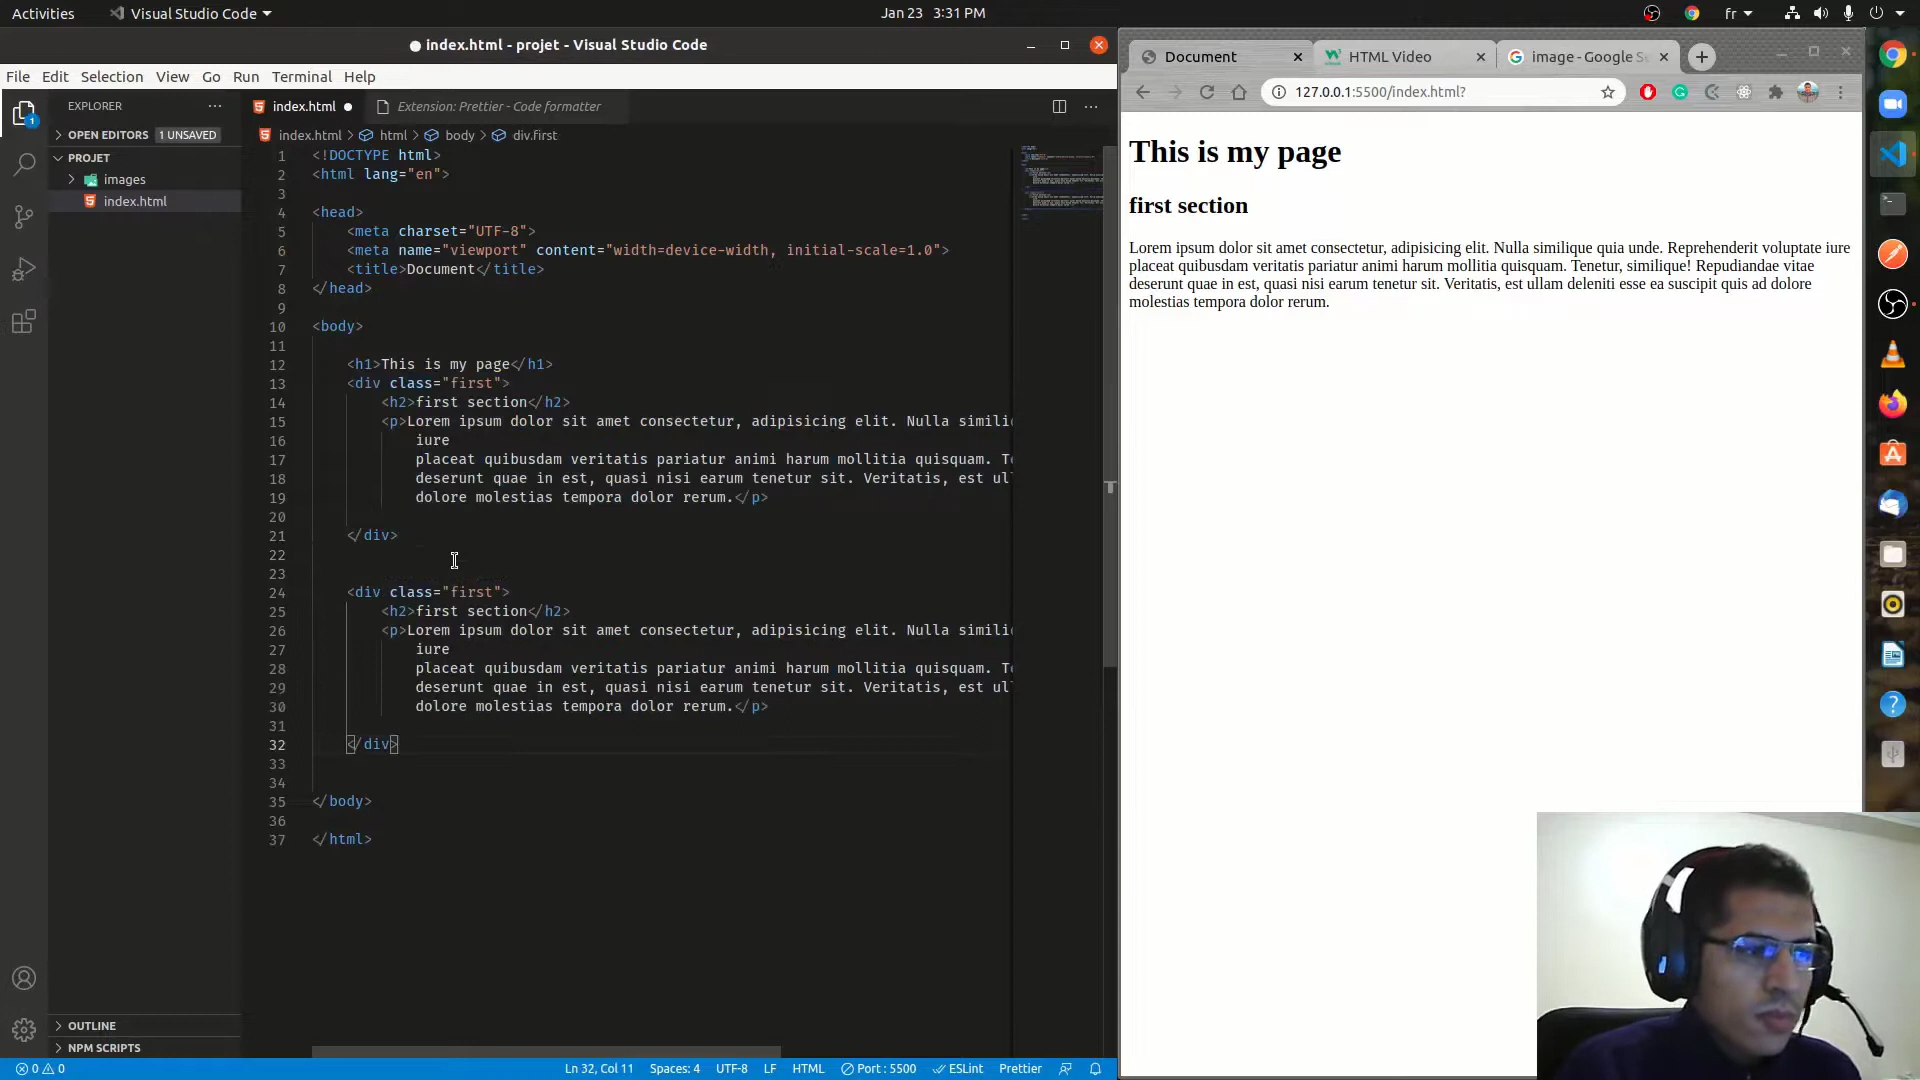 Activities
Visual Studio Code
Jan 23 3:31 PM
fr
● index.html - projet - Visual Studio Code
File Edit Selection View Go Run Terminal Help
EXPLORER
OPEN EDITORS 1 UNSAVED
PROJET
images
index.html
OUTLINE
NPM SCRIPTS
index.html ●
Extension: Prettier - Code formatter
index.html > html > body > div.first
1 <!DOCTYPE html>
2 <html lang="en">
3
4 <head>
5 <meta charset="UTF-8">
6 <meta name="viewport" content="width=device-width, initial-scale=1.0">
7 <title>Document</title>
8 </head>
9
10 <body>
11
12 <h1>This is my page</h1>
13 <div class="first">
14 <h2>first section</h2>
15 <p>Lorem ipsum dolor sit amet consectetur, adipisicing elit. Nulla simili
16 iure
17 placeat quibusdam veritatis pariatur animi harum mollitia quisquam. T
18 deserunt quae in est, quasi nisi earum tenetur sit. Veritatis, est ul
19 dolore molestias tempora dolor rerum.</p>
20
21 </div>
22
23
24 <div class="first">
25 <h2>first section</h2>
26 <p>Lorem ipsum dolor sit amet consectetur, adipisicing elit. Nulla simili
27 iure
28 placeat quibusdam veritatis pariatur animi harum mollitia quisquam. T
29 deserunt quae in est, quasi nisi earum tenetur sit. Veritatis, est ul
30 dolore molestias tempora dolor rerum.</p>
31
32 </div>
33
34
35 </body>
36
37 </html>
0 0
Ln 32, Col 11 Spaces: 4 UTF-8 LF HTML Port : 5500 ESLint Prettier
Document
HTML Video
image - Google Se
127.0.0.1:5500/index.html?
This is my page
first section
Lorem ipsum dolor sit amet consectetur, adipisicing elit. Nulla similique quia unde. Reprehenderit voluptate iure
placeat quibusdam veritatis pariatur animi harum mollitia quisquam. Tenetur, similique! Repudiandae vitae
deserunt quae in est, quasi nisi earum tenetur sit. Veritatis, est ullam deleniti esse ea suscipit quis ad dolore
molestias tempora dolor rerum.